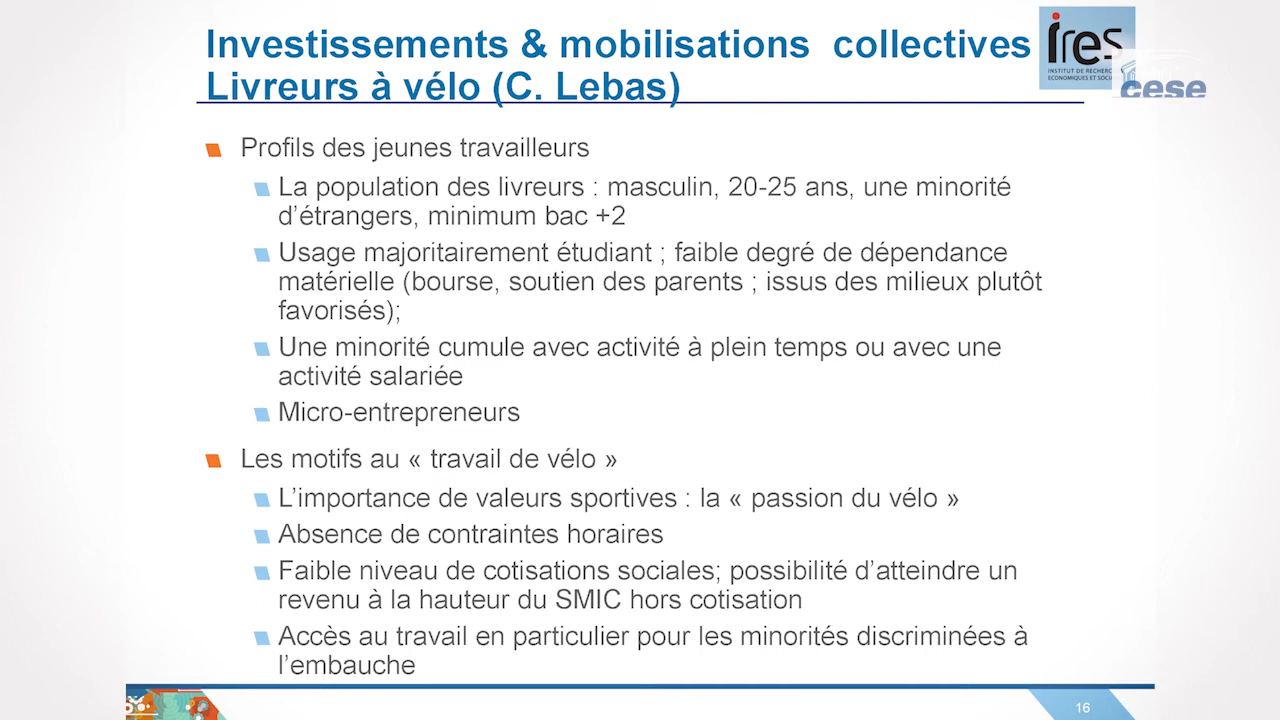 Investissements & mobilisations collectives
Livreurs à vélo (C. Lebas)
ires
INSTITUT DE RECHERCHE
ECONOMIQUES ET
cese
Profils des jeunes travailleurs
La population des livreurs : masculin, 20-25 ans, une minorité
d’étrangers, minimum bac +2
Usage majoritairement étudiant ; faible degré de dépendance
matérielle (bourse, soutien des parents ; issus des milieux plutôt
favorisés);
Une minorité cumule avec activité à plein temps ou avec une
activité salariée
Micro-entrepreneurs
Les motifs au « travail de vélo »
L’importance de valeurs sportives : la « passion du vélo »
Absence de contraintes horaires
Faible niveau de cotisations sociales; possibilité d’atteindre un
revenu à la hauteur du SMIC hors cotisation
Accès au travail en particulier pour les minorités discriminées à
l’embauche
16